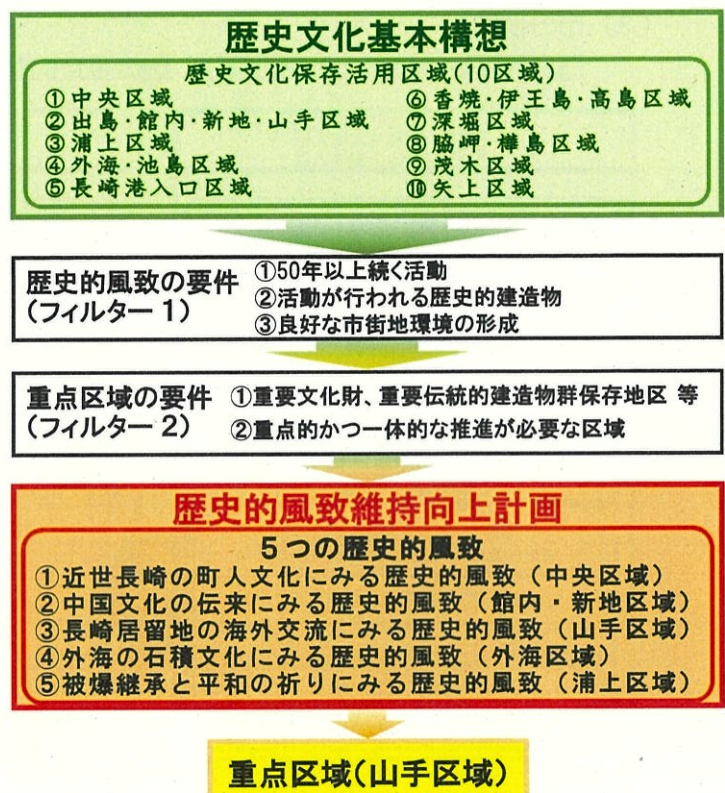 歴史文化基本構想
歴史文化保存活用区域(10区域)
①中央区域
②出島・館内・新地・山手区域
③浦上区域
④外海・池島区域
⑤長崎港入口区域
⑥香焼・伊王島・高島区域
⑦深堀区域
⑧脇岬・樺島区域
⑨茂木区域
⑩矢上区域
歴史的風致の要件
(フィルター1)
①50年以上続く活動
②活動が行われる歴史的建造物
③良好な市街地環境の形成
重点区域の要件
(フィルター2)
①重要文化財、重要伝統的建造物群保存地区 等
②重点的かつ一体的な推進が必要な区域
歴史的風致維持向上計画
5つの歴史的風致
①近世長崎の町人文化にみる歴史的風致(中央区域)
②中国文化の伝来にみる歴史的風致(館内・新地区域)
③長崎居留地の海外交流にみる歴史的風致(山手区域)
④外海の石積文化にみる歴史的風致(外海区域)
⑤被爆継承と平和の祈りにみる歴史的風致(浦上区域)
重点区域(山手区域)